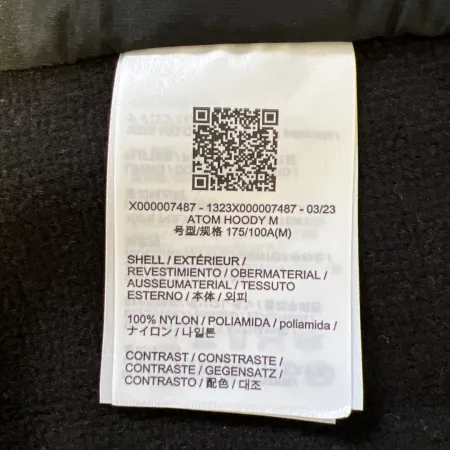 X000007487 - 1323X000007487 - 03/23
ATOM HOODY M
号型/规格 175/100A(M)
SHELL / EXTÉRIEUR /
REVESTIMIENTO / OBERMATERIAL /
AUSSEUMATERIAL / TESSUTO
ESTERNO / 本体 / 외피
100% NYLON / POLIAMIDA / poliamida /
ナイロン / 나일론
CONTRAST / CONSTRASTE /
CONTRASTE / GEGENSATZ /
CONTRASTO / 配色 / 대조